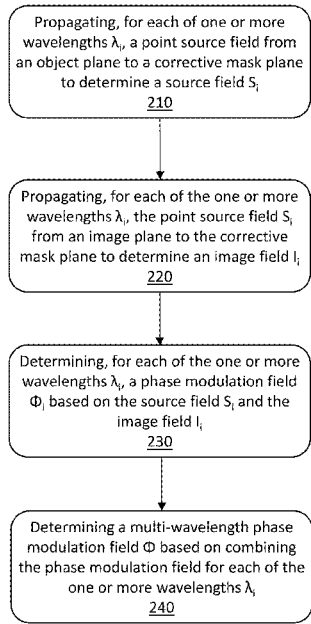 Propagating, for each of one or more
wavelengths λi, a point source field from
an object plane to a corrective mask plane
to determine a source field Si
210
Propagating, for each of the one or more
wavelengths λi, the point source field Si
from an image plane to the corrective
mask plane to determine an image field Ii
220
Determining, for each of the one or more
wavelengths λi, a phase modulation field
Φi based on the source field Si and the
image field Ii
230
Determining a multi-wavelength phase
modulation field Φ based on combining
the phase modulation field for each of the
one or more wavelengths λi
240